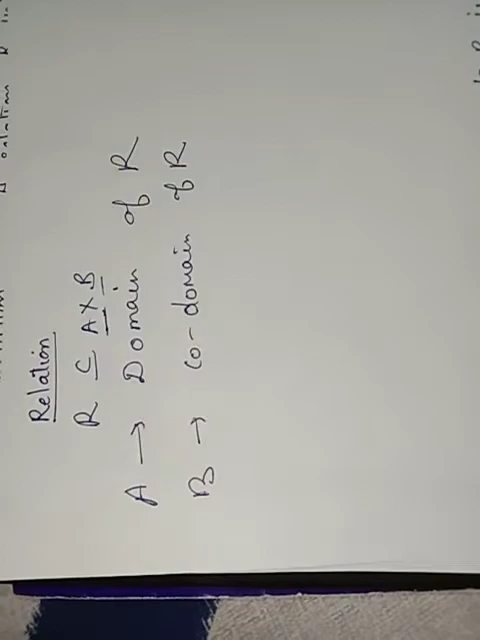 Relation
R ⊆ A × B
A → Domain of R
B → Co-domain of R